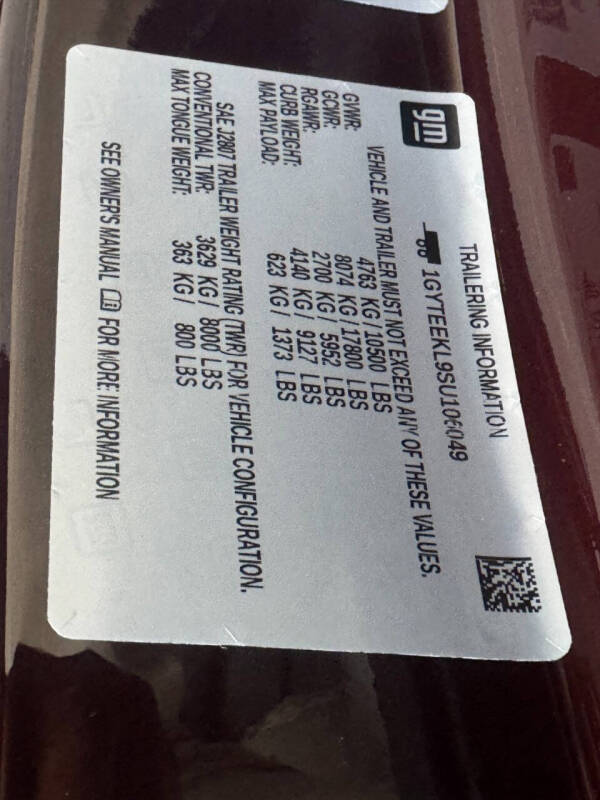 gm
TRAILERING INFORMATION
1GYTEEKL9SU106049
VEHICLE AND TRAILER MUST NOT EXCEED ANY OF THESE VALUES.
GVWR: 4763 KG / 10500 LBS
GCWR: 8074 KG / 17800 LBS
RGAWR: 2700 KG / 5952 LBS
CURB WEIGHT: 4140 KG / 9127 LBS
MAX PAYLOAD: 623 KG / 1373 LBS
SAE J2807 TRAILER WEIGHT RATING (TWR) FOR VEHICLE CONFIGURATION.
CONVENTIONAL TWR: 3629 KG / 8000 LBS
MAX TONGUE WEIGHT: 363 KG / 800 LBS
SEE OWNER'S MANUAL FOR MORE INFORMATION